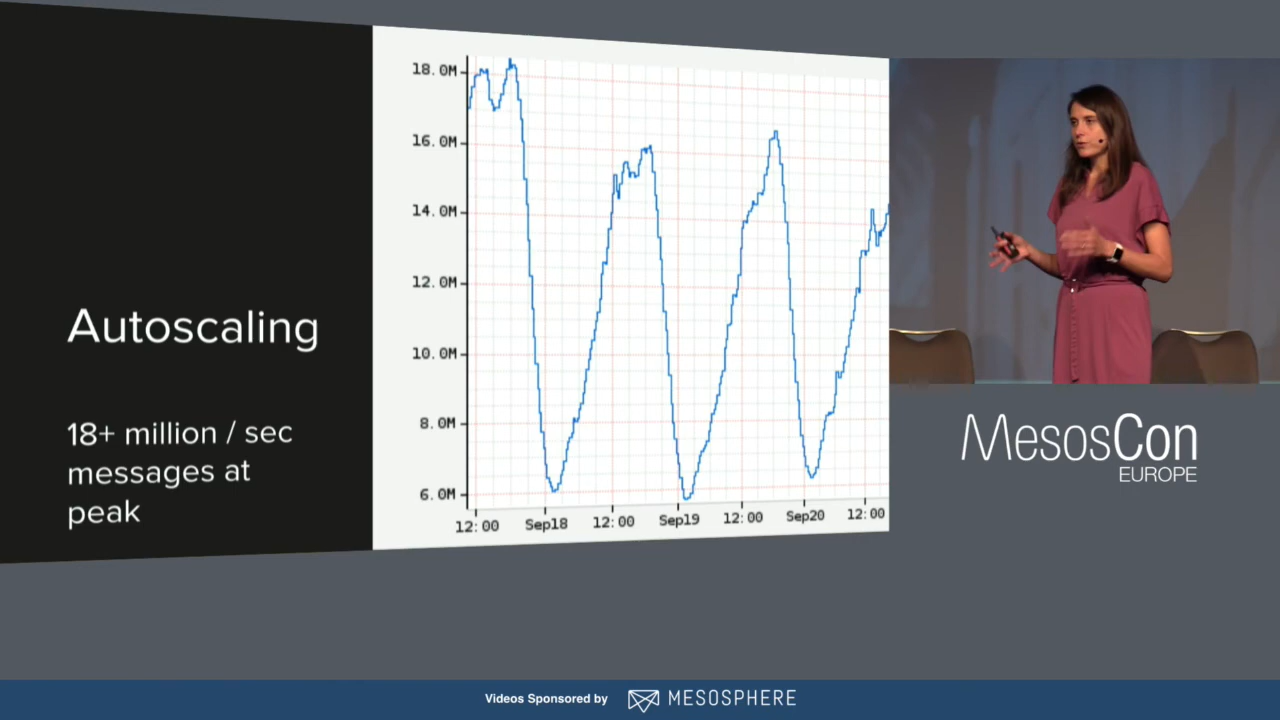 Autoscaling
18+ million / sec
messages at
peak
18.0M
16.0M
14.0M
12.0M
10.0M
8.0M
6.0M
12:00 Sep18 12:00 Sep19 12:00 Sep20 12:00
MesosCon
EUROPE
Videos Sponsored by MESOSPHERE